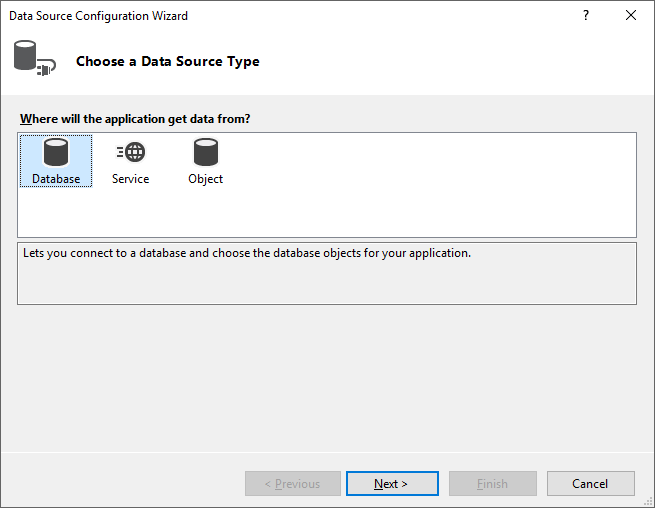 Data Source Configuration Wizard
?
Choose a Data Source Type
Where will the application get data from?
Database Service Object
Lets you connect to a database and choose the database objects for your application.
< Previous Next > Finish Cancel